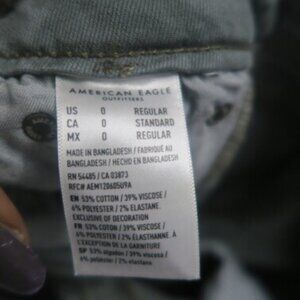 AMERICAN EAGLE
OUTFITTERS
US 0 REGULAR
CA 0 STANDARD
MX 0 REGULAR
MADE IN BANGLADESH / FABRIQUÉ AU
BANGLADESH / HECHO EN BANGLADESH
RN 54485 / CA 03873
RFC# AEM120605U9A
EN 53% COTTON / 39% VISCOSE /
6% POLYESTER / 2% ELASTANE.
EXCLUSIVE OF DECORATION
FR 53% COTON / 39% VISCOSE /
6% POLYESTER / 2% ÉLASTHANNE. À
L'EXCEPTION DE LA GARNITURE
SP 53% algodón / 39% viscosa /
6% poliéster / 2% elastano.